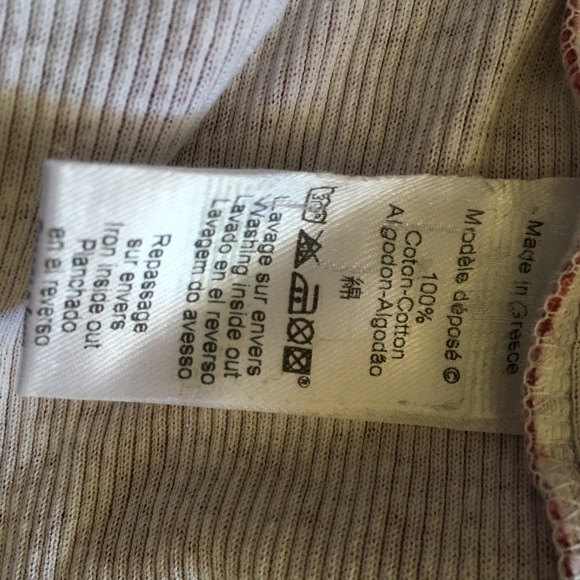 Made in Greece
Modèle déposé ©
100%
Coton-Cotton
Algodon-Algodão
綿
30°
Lavage sur envers
Washing inside out
Lavado en el reverso
Lavagem do avesso
Repassage
sur envers
Iron inside out
Planchado
en el reverso